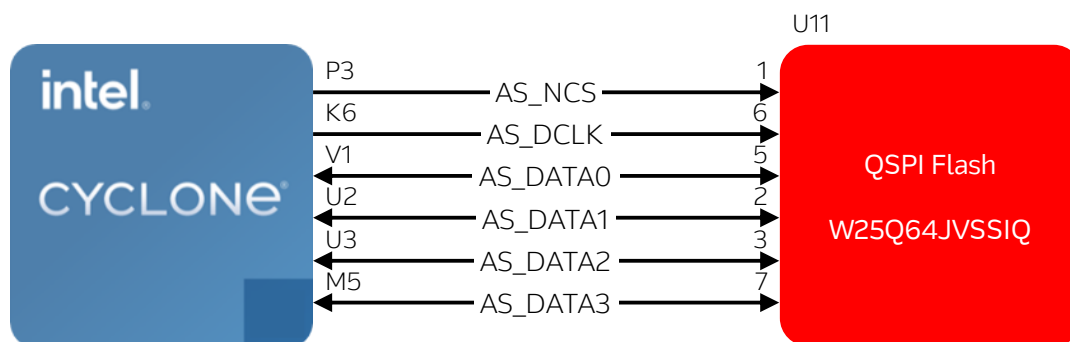 U11
intel.
CYCLONE®
P3 AS_NCS 1
K6 AS_DCLK 6
V1 AS_DATA0 5
U2 AS_DATA1 2
U3 AS_DATA2 3
M5 AS_DATA3 7
QSPI Flash
W25Q64JVSSIQ